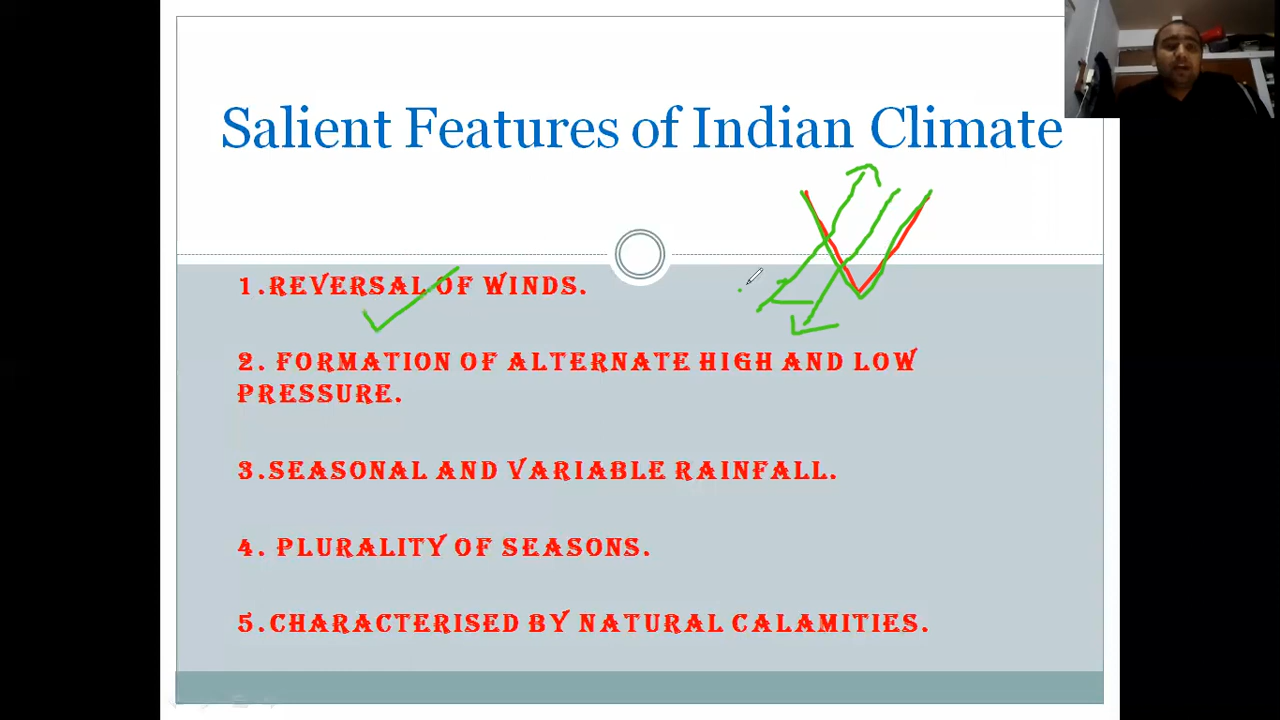 Salient Features of Indian Climate
1.REVERSAL OF WINDS.
2. FORMATION OF ALTERNATE HIGH AND LOW
PRESSURE.
3.SEASONAL AND VARIABLE RAINFALL.
4. PLURALITY OF SEASONS.
5.CHARACTERISED BY NATURAL CALAMITIES.